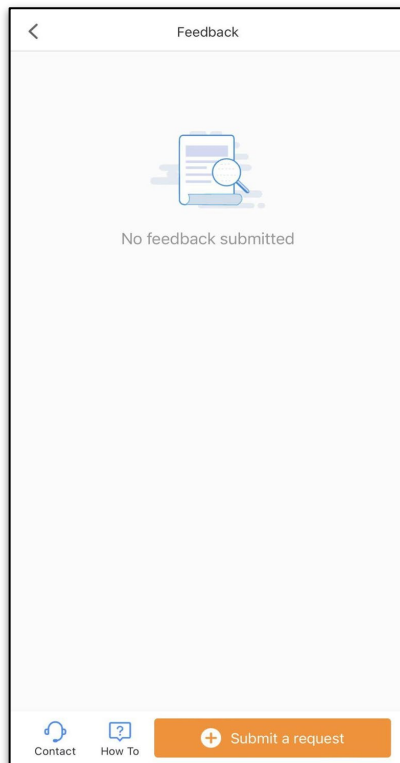 Feedback
No feedback submitted
?
Contact
How To
Submit a request